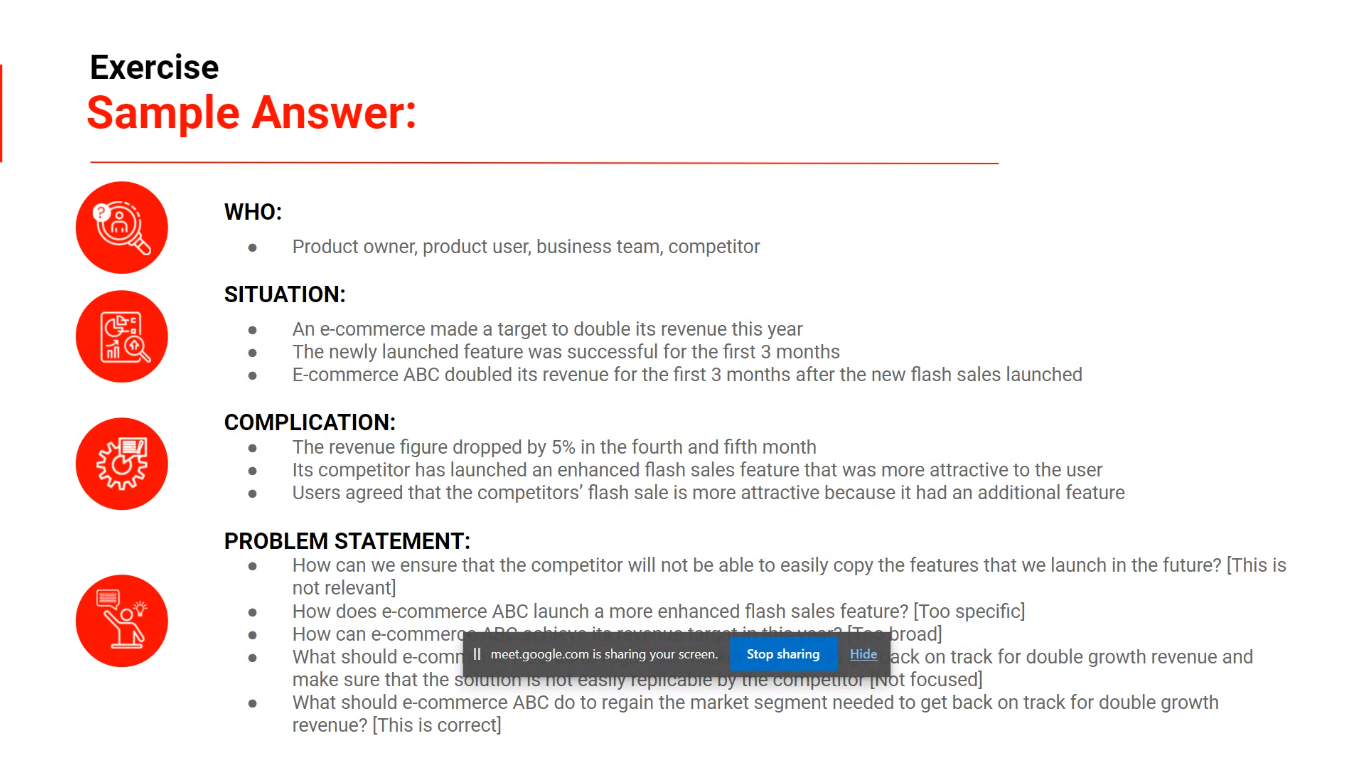 Exercise
Sample Answer:
WHO:
● Product owner, product user, business team, competitor
SITUATION:
● An e-commerce made a target to double its revenue this year
● The newly launched feature was successful for the first 3 months
● E-commerce ABC doubled its revenue for the first 3 months after the new flash sales launched
COMPLICATION:
● The revenue figure dropped by 5% in the fourth and fifth month
● Its competitor has launched an enhanced flash sales feature that was more attractive to the user
● Users agreed that the competitors’ flash sale is more attractive because it had an additional feature
PROBLEM STATEMENT:
● How can we ensure that the competitor will not be able to easily copy the features that we launch in the future? [This is
not relevant]
● How does e-commerce ABC launch a more enhanced flash sales feature? [Too specific]
● How can e-commerce ABC achieve its revenue target in this year? [Too broad]
● What should e-comm ack on track for double growth revenue and
make sure that the solution is not easily replicable by the competitor [Not focused]
● What should e-commerce ABC do to regain the market segment needed to get back on track for double growth
revenue? [This is correct]
meet.google.com is sharing your screen. Stop sharing Hide